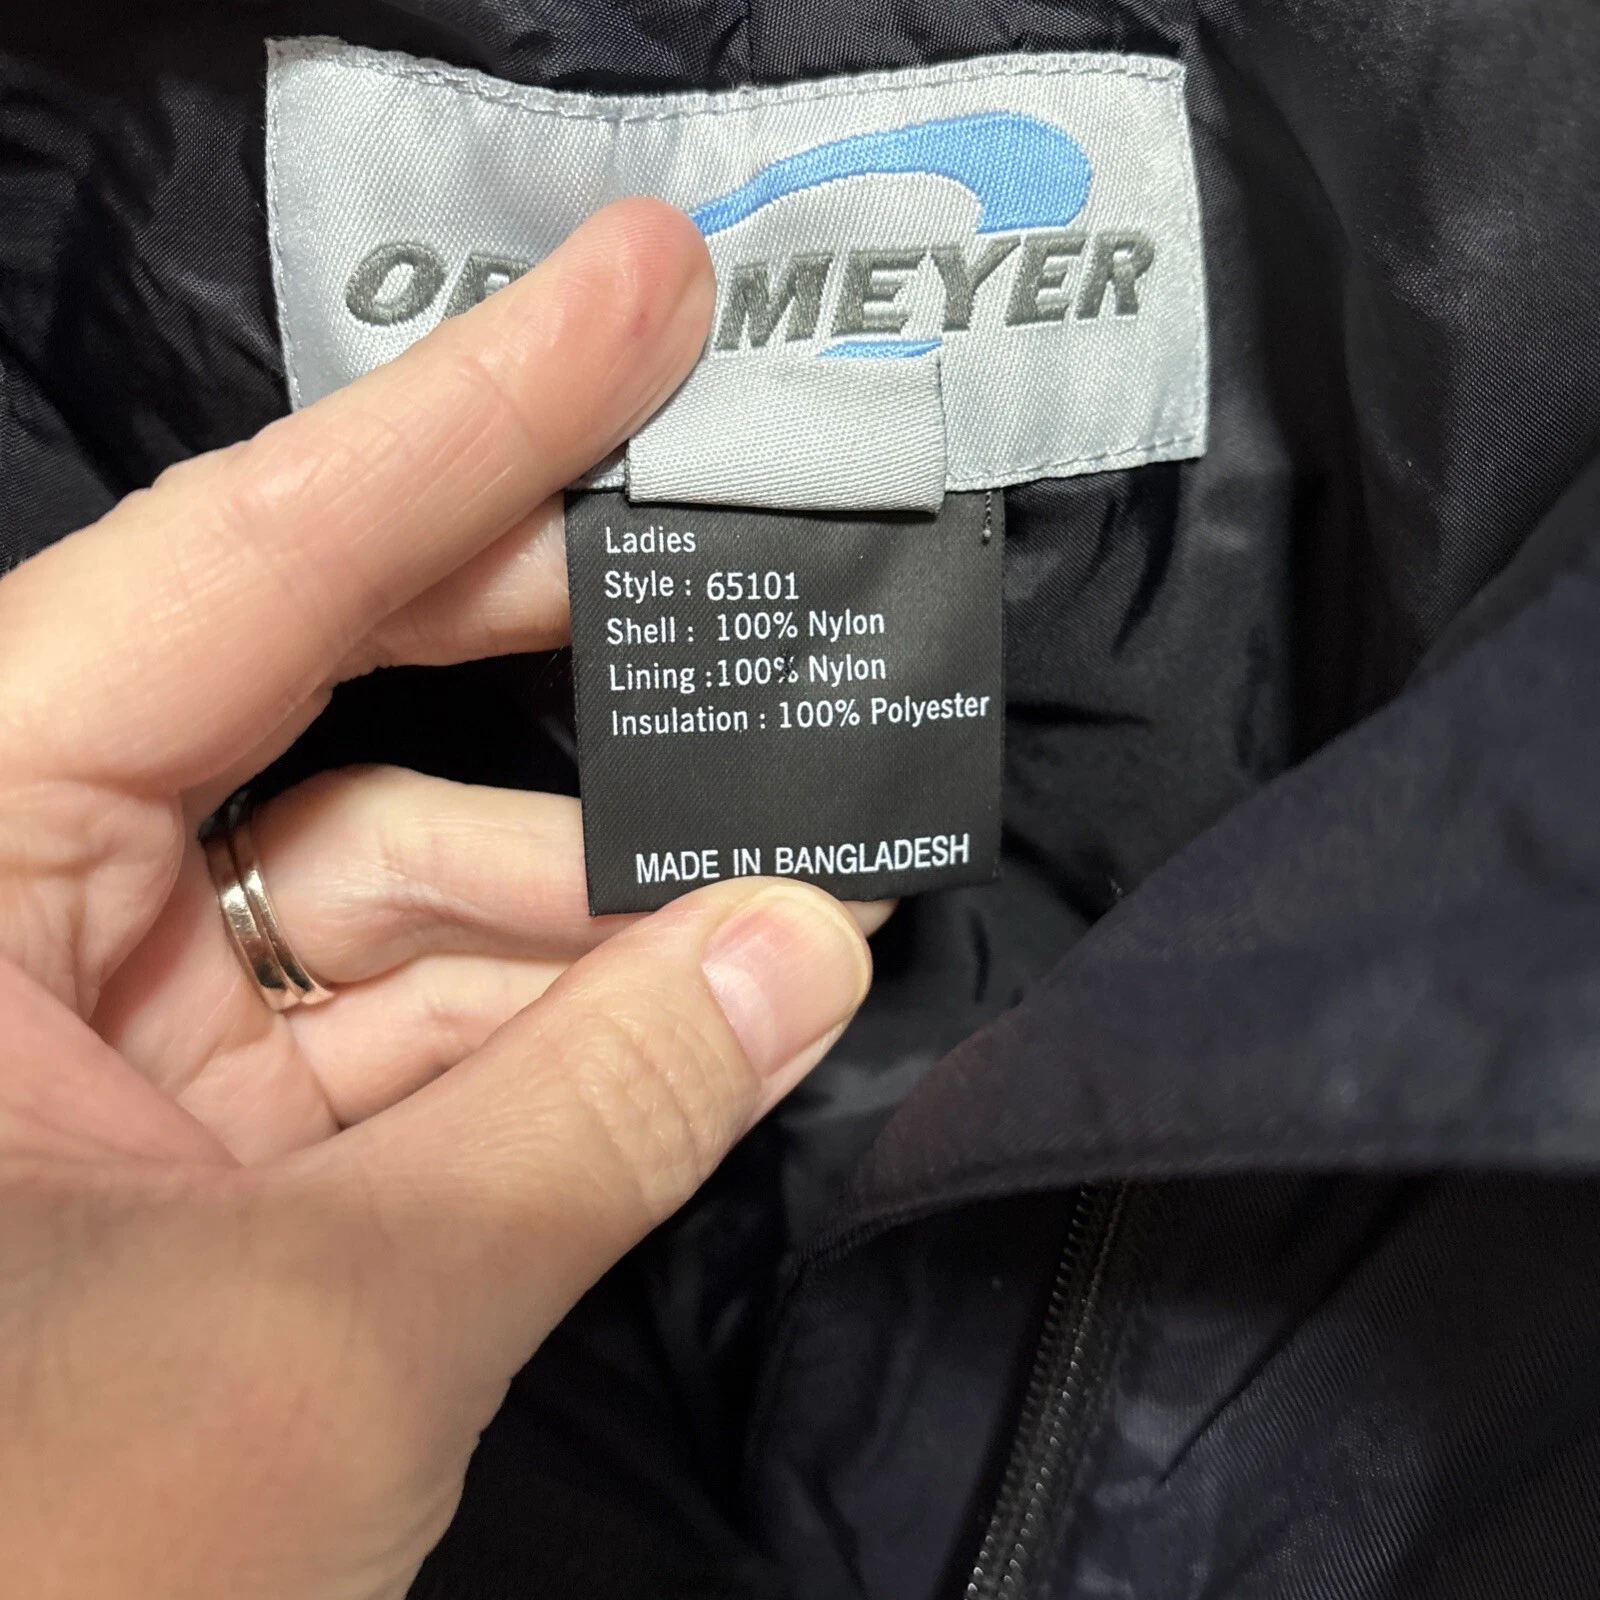 MEYER
Ladies
Style : 65101
Shell : 100% Nylon
Lining :100% Nylon
Insulation : 100% Polyester
MADE IN BANGLADESH